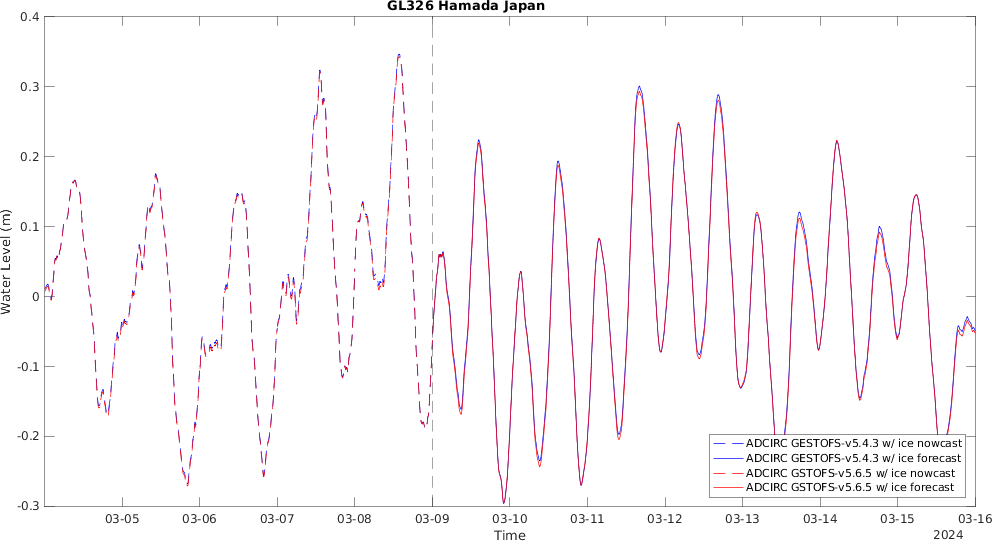 GL326 Hamada Japan
0.4
0.3
0.2
0.1
0
-0.1
-0.2
-0.3
Water Level (m)
ADCIRC GESTOFS-v5.4.3 w/ ice nowcast
ADCIRC GESTOFS-v5.4.3 w/ ice forecast
ADCIRC GSTOFS-v5.6.5 w/ ice nowcast
ADCIRC GSTOFS-v5.6.5 w/ ice forecast
03-05 03-06 03-07 03-08 03-09 03-10 03-11 03-12 03-13 03-14 03-15 03-16
Time
2024